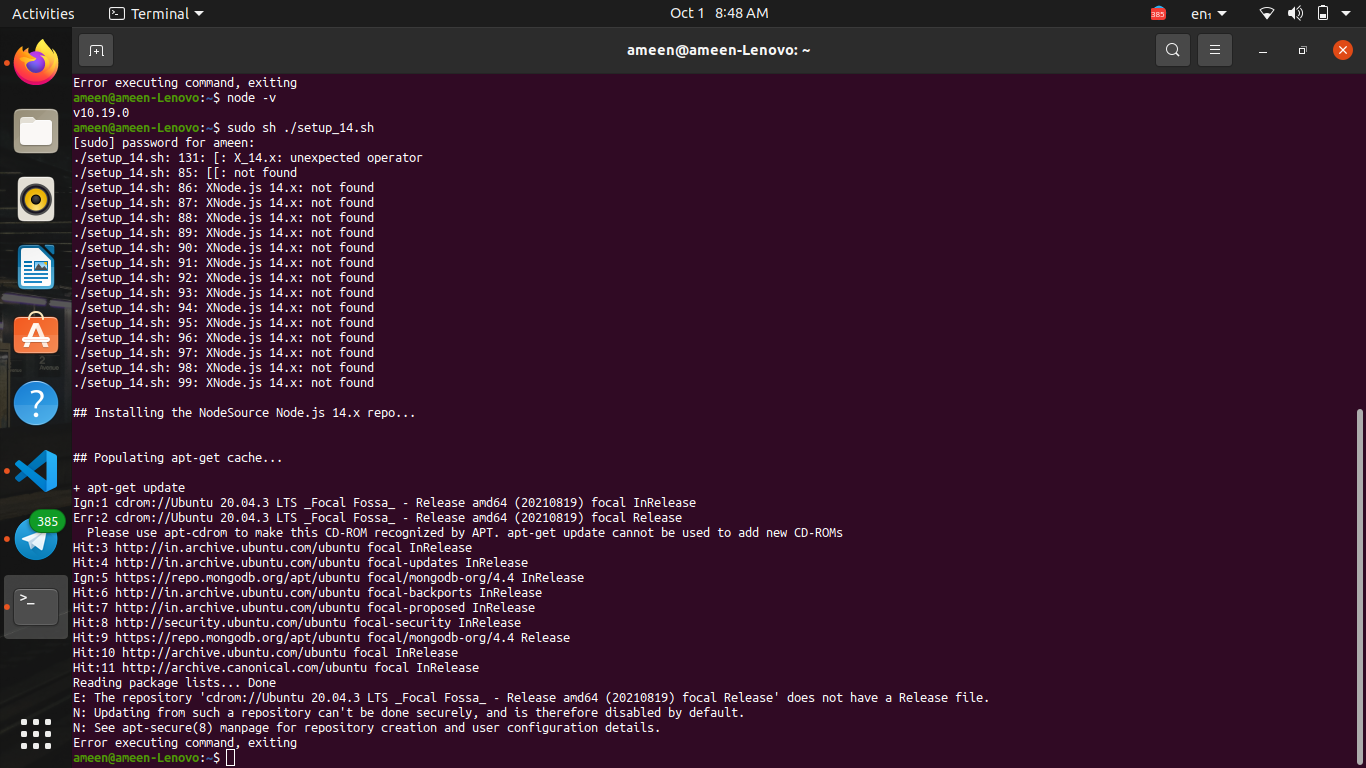 Activities
Terminal
Oct 1 8:48 AM
385
en₁
ameen@ameen-Lenovo: ~
Error executing command, exiting
ameen@ameen-Lenovo:~$ node -v
v10.19.0
ameen@ameen-Lenovo:~$ sudo sh ./setup_14.sh
[sudo] password for ameen:
./setup_14.sh: 131: [: X_14.x: unexpected operator
./setup_14.sh: 85: [[: not found
./setup_14.sh: 86: XNode.js 14.x: not found
./setup_14.sh: 87: XNode.js 14.x: not found
./setup_14.sh: 88: XNode.js 14.x: not found
./setup_14.sh: 89: XNode.js 14.x: not found
./setup_14.sh: 90: XNode.js 14.x: not found
./setup_14.sh: 91: XNode.js 14.x: not found
./setup_14.sh: 92: XNode.js 14.x: not found
./setup_14.sh: 93: XNode.js 14.x: not found
./setup_14.sh: 94: XNode.js 14.x: not found
./setup_14.sh: 95: XNode.js 14.x: not found
./setup_14.sh: 96: XNode.js 14.x: not found
./setup_14.sh: 97: XNode.js 14.x: not found
./setup_14.sh: 98: XNode.js 14.x: not found
./setup_14.sh: 99: XNode.js 14.x: not found
## Installing the NodeSource Node.js 14.x repo...
## Populating apt-get cache...
+ apt-get update
Ign:1 cdrom://Ubuntu 20.04.3 LTS _Focal Fossa_ - Release amd64 (20210819) focal InRelease
Err:2 cdrom://Ubuntu 20.04.3 LTS _Focal Fossa_ - Release amd64 (20210819) focal Release
  Please use apt-cdrom to make this CD-ROM recognized by APT. apt-get update cannot be used to add new CD-ROMs
Hit:3 http://in.archive.ubuntu.com/ubuntu focal InRelease
Hit:4 http://in.archive.ubuntu.com/ubuntu focal-updates InRelease
Ign:5 https://repo.mongodb.org/apt/ubuntu focal/mongodb-org/4.4 InRelease
Hit:6 http://in.archive.ubuntu.com/ubuntu focal-backports InRelease
Hit:7 http://in.archive.ubuntu.com/ubuntu focal-proposed InRelease
Hit:8 http://security.ubuntu.com/ubuntu focal-security InRelease
Hit:9 https://repo.mongodb.org/apt/ubuntu focal/mongodb-org/4.4 Release
Hit:10 http://archive.ubuntu.com/ubuntu focal InRelease
Hit:11 http://archive.canonical.com/ubuntu focal InRelease
Reading package lists... Done
E: The repository 'cdrom://Ubuntu 20.04.3 LTS _Focal Fossa_ - Release amd64 (20210819) focal Release' does not have a Release file.
N: Updating from such a repository can't be done securely, and is therefore disabled by default.
N: See apt-secure(8) manpage for repository creation and user configuration details.
Error executing command, exiting
ameen@ameen-Lenovo:~$
385
>_